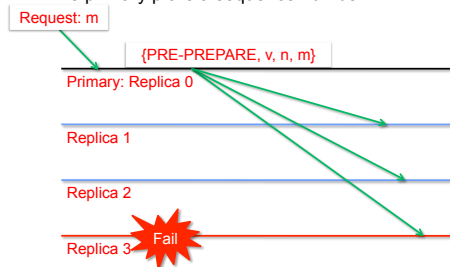 Request: m
{PRE-PREPARE, v, n, m}
Primary: Replica 0
Replica 1
Replica 2
Replica 3
Fail